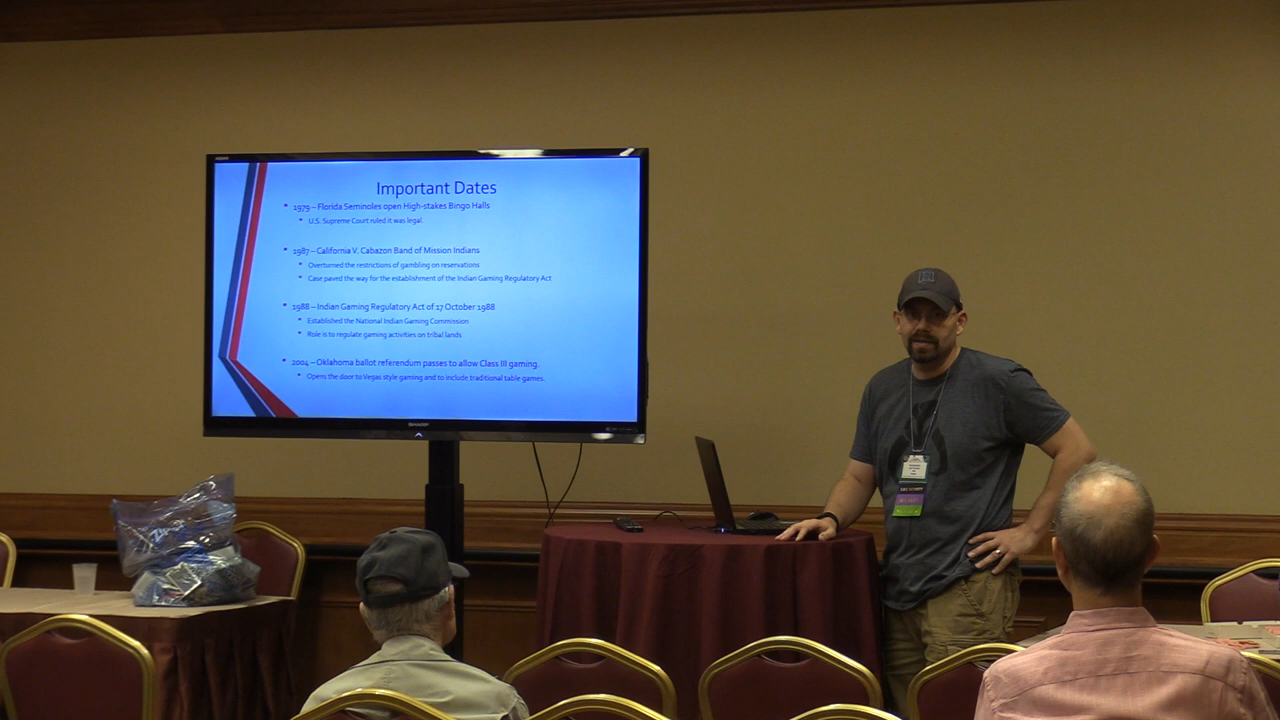 Important Dates
1979 – Florida Seminoles open High-stakes Bingo Halls
U.S. Supreme Court ruled it was legal.
1987 – California V. Cabazon Band of Mission Indians
Overturned the restrictions of gambling on reservations
Case paved the way for the establishment of the Indian Gaming Regulatory Act
1988 – Indian Gaming Regulatory Act of 17 October 1988
Established the National Indian Gaming Commission
Role is to regulate gaming activities on tribal lands
2004 – Oklahoma ballot referendum passes to allow Class III gaming.
Opens the door to Vegas style gaming and to include traditional table games.
SHARP